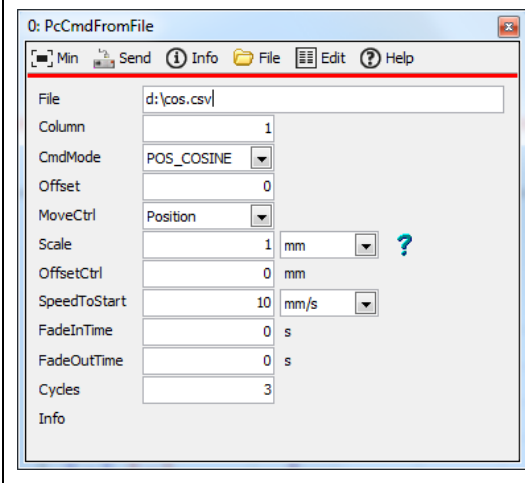 0: PcCmdFromFile
Min Send Info File Edit Help
File d:\cos.csv
Column 1
CmdMode POS_COSINE
Offset 0
MoveCtrl Position
Scale 1 mm ?
OffsetCtrl 0 mm
SpeedToStart 10 mm/s
FadeInTime 0 s
FadeOutTime 0 s
Cycles 3
Info